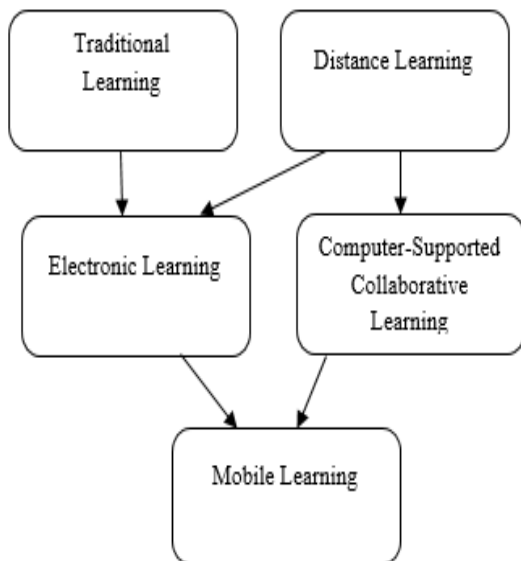 Traditional
Learning
Distance Learning
Electronic Learning
Computer-Supported
Collaborative
Learning
Mobile Learning